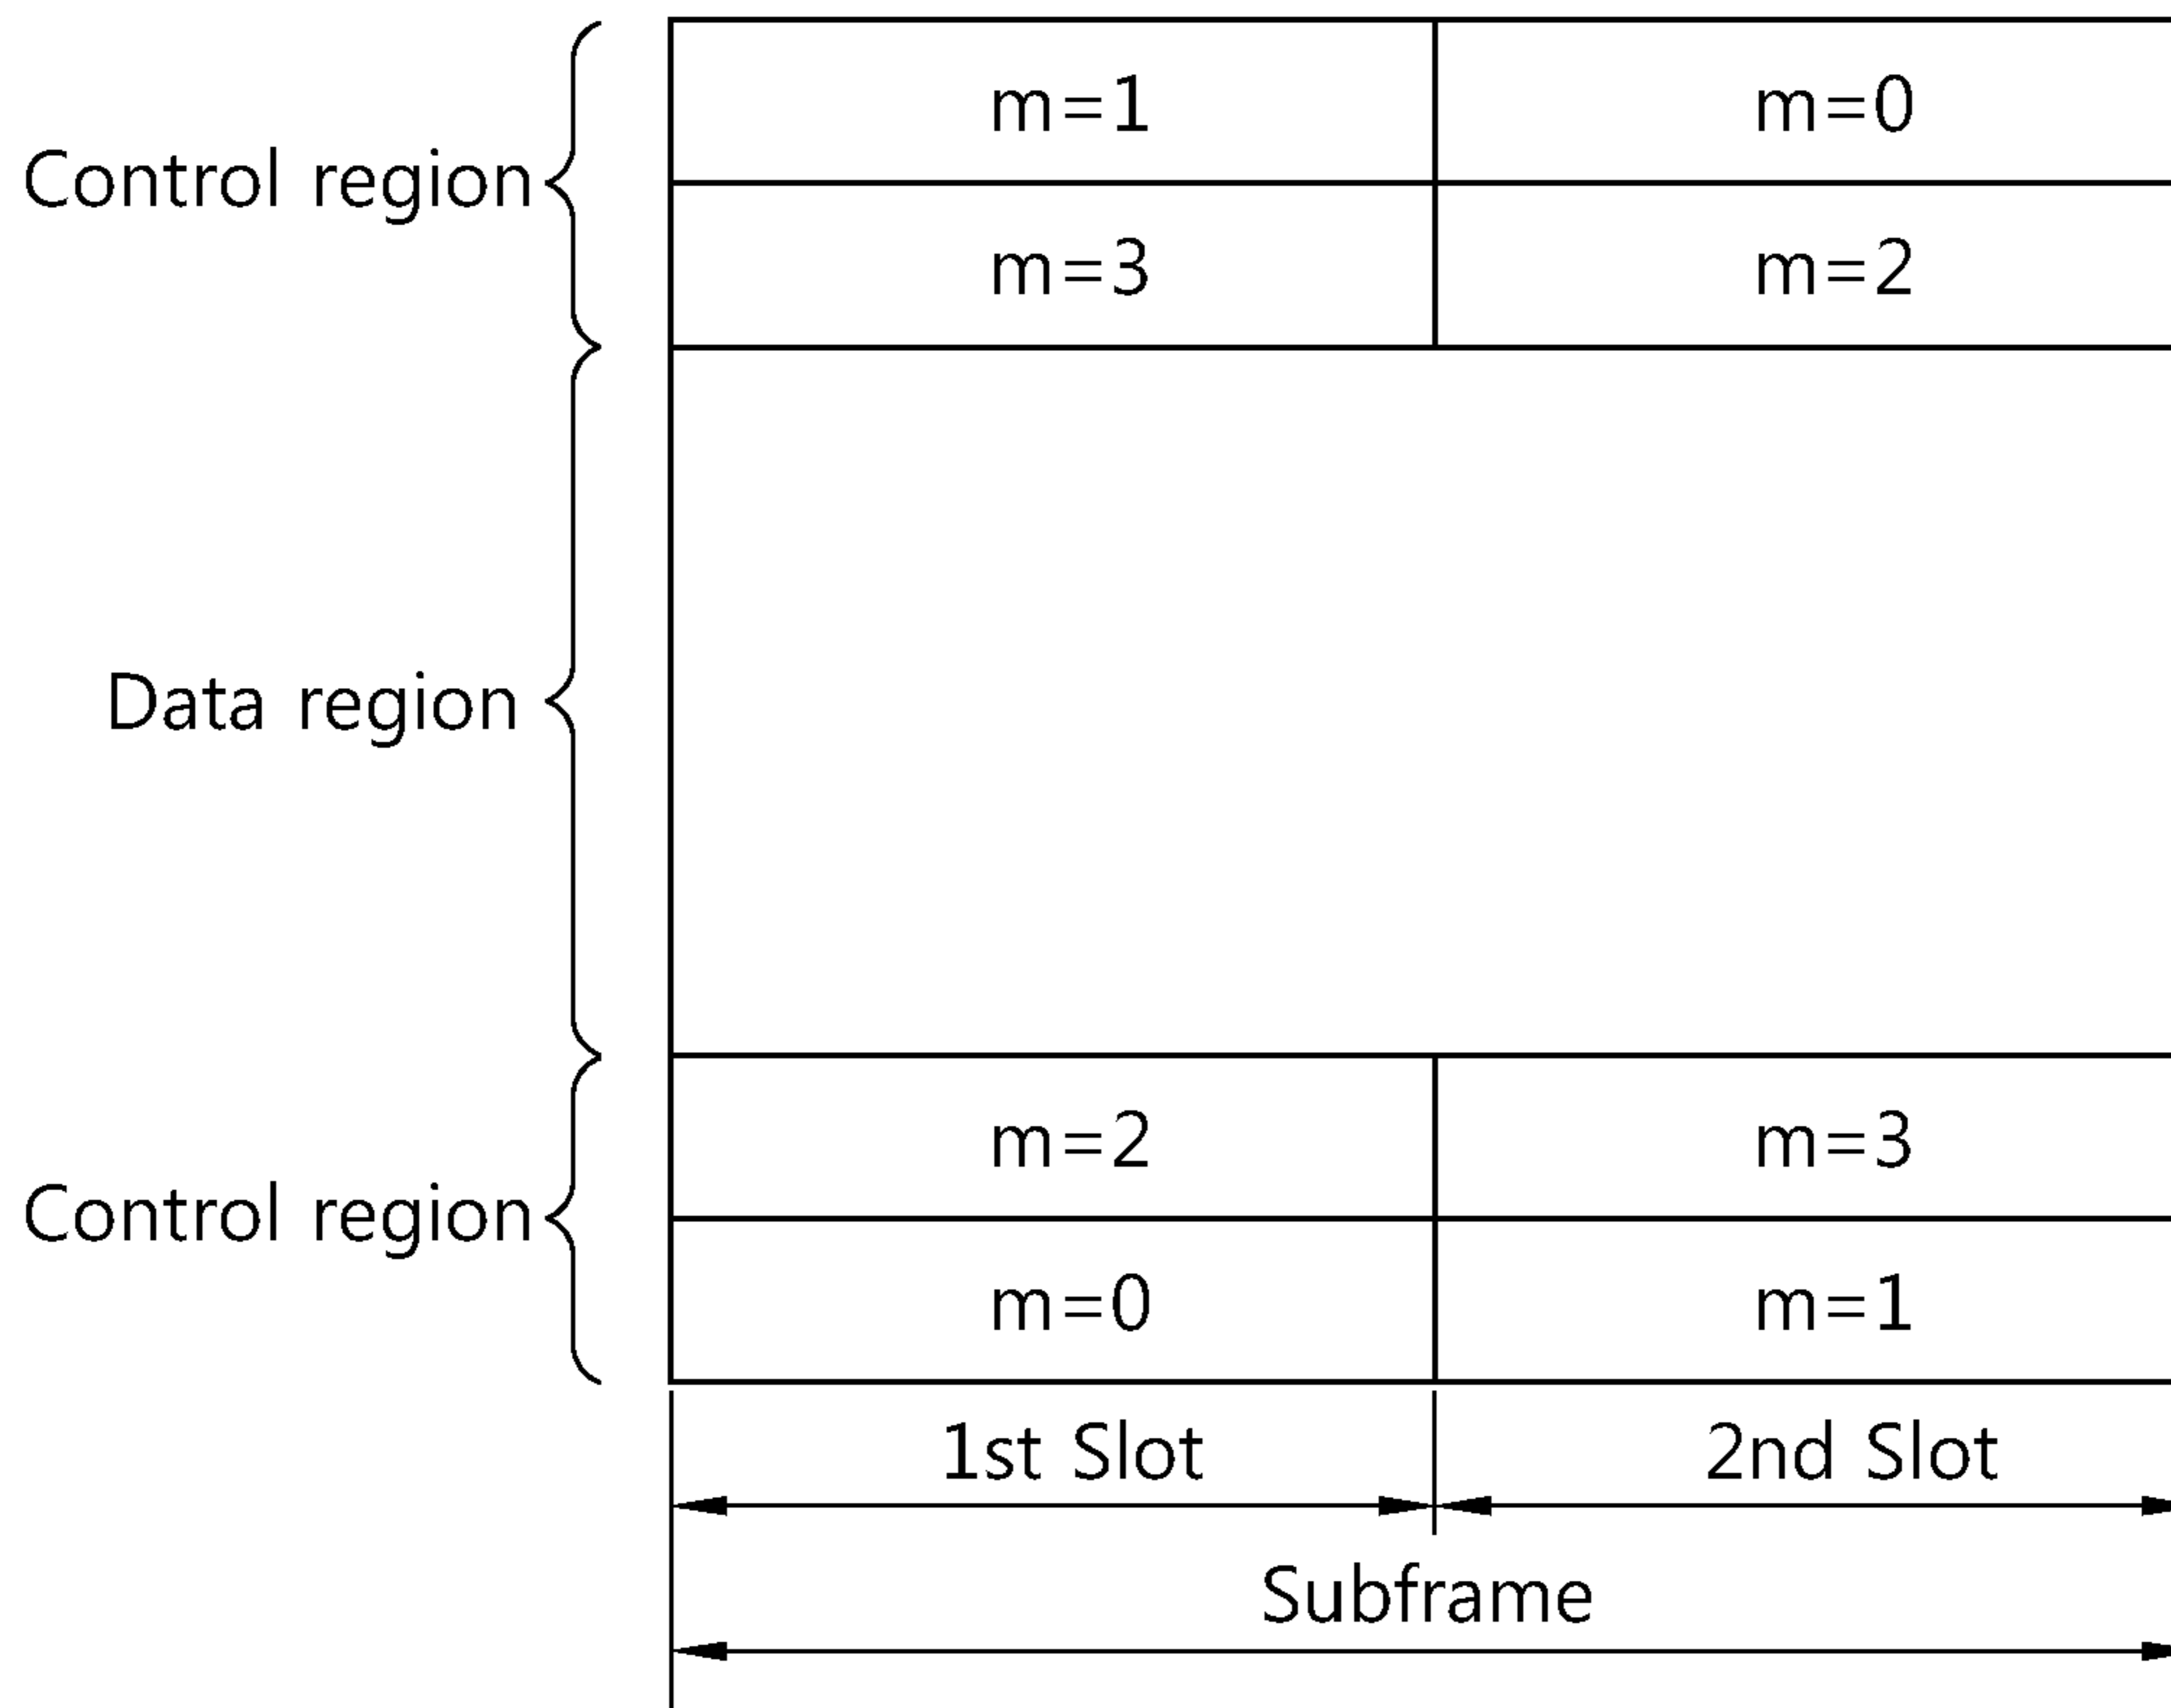 m=1 m=0
Control region
m=3 m=2
Data region
m=2 m=3
Control region
m=0 m=1
1st Slot 2nd Slot
Subframe